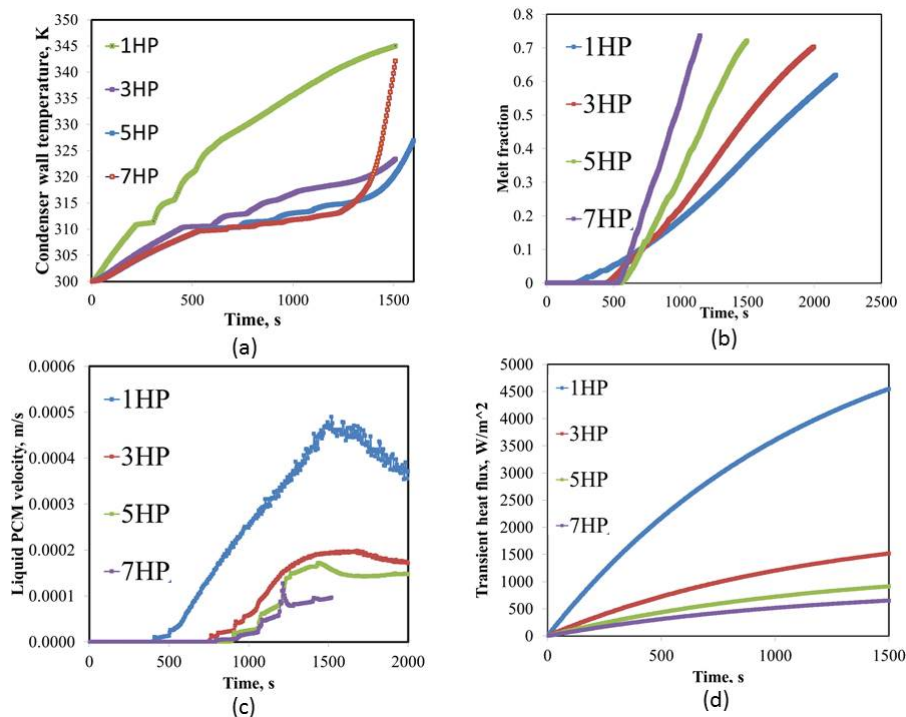 350
345
340
335
330
325
320
315
310
305
300
Condenser wall temperature, K
1HP
3HP
5HP
7HP
0 500 1000 1500
Time, s
(a)
0.8
0.7
0.6
0.5
0.4
0.3
0.2
0.1
0
Melt fraction
1HP
3HP
5HP
7HP
0 500 1000 1500 2000 2500
Time, s
(b)
0.0006
0.0005
0.0004
0.0003
0.0002
0.0001
0.0000
Liquid PCM velocity, m/s
1HP
3HP
5HP
7HP
0 500 1000 1500 2000
Time, s
(c)
5000
4500
4000
3500
3000
2500
2000
1500
1000
500
0
Transient heat flux, W/m^2
1HP
3HP
5HP
7HP
0 500 1000 1500
Time, s
(d)